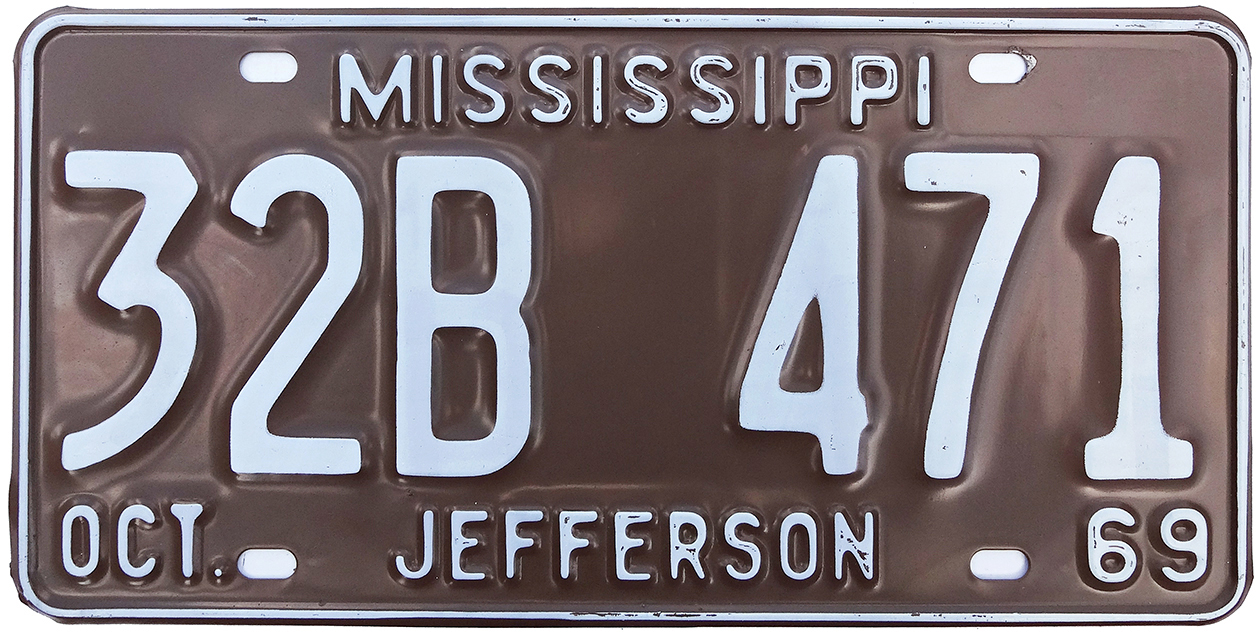 MISSISSIPPI
32B 471
OCT. JEFFERSON 69